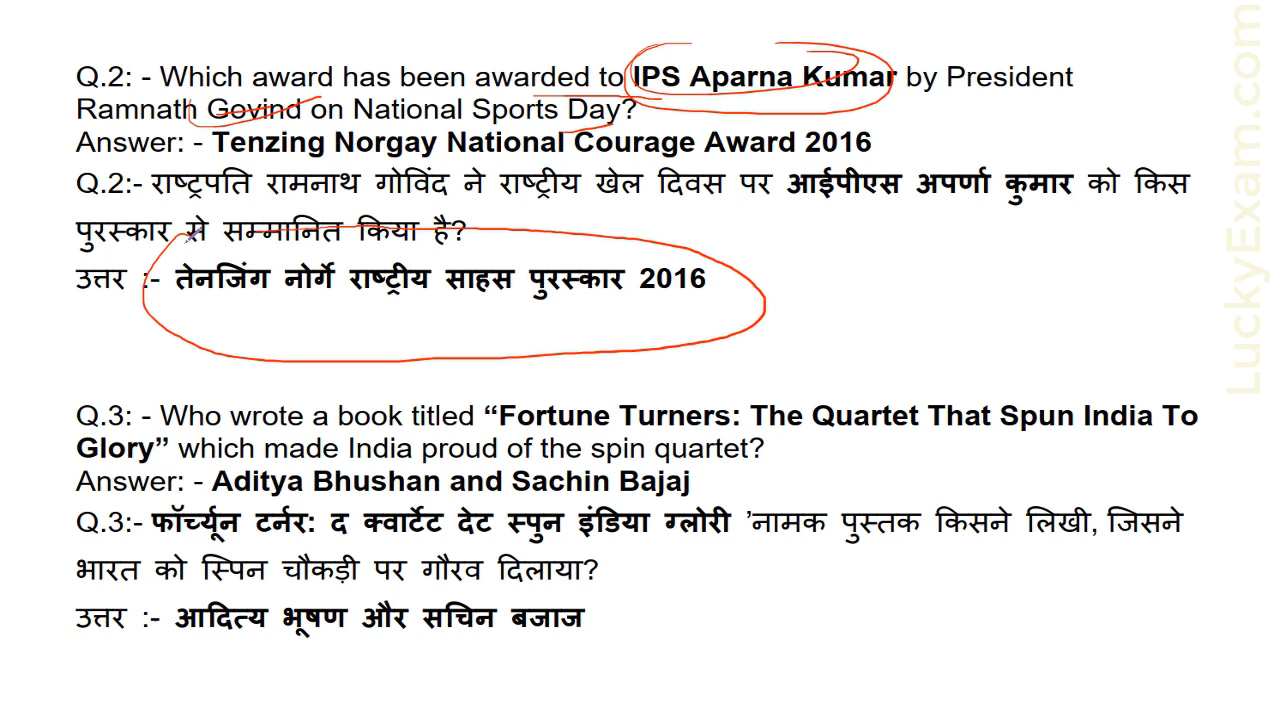 Q.2: - Which award has been awarded to IPS Aparna Kumar by President
Ramnath Govind on National Sports Day?
Answer: - Tenzing Norgay National Courage Award 2016
Q.2:- राष्ट्रपति रामनाथ गोविंद ने राष्ट्रीय खेल दिवस पर आईपीएस अपर्णा कुमार को किस
पुरस्कार से सम्मानित किया है?
उत्तर :- तेनजिंग नोर्गे राष्ट्रीय साहस पुरस्कार 2016
Q.3: - Who wrote a book titled “Fortune Turners: The Quartet That Spun India To
Glory” which made India proud of the spin quartet?
Answer: - Aditya Bhushan and Sachin Bajaj
Q.3:- फॉर्च्यून टर्नर: द क्वार्टेट देट स्पुन इंडिया ग्लोरी ’नामक पुस्तक किसने लिखी, जिसने
भारत को स्पिन चौकड़ी पर गौरव दिलाया?
उत्तर :- आदित्य भूषण और सचिन बजाज
LuckyExam.com